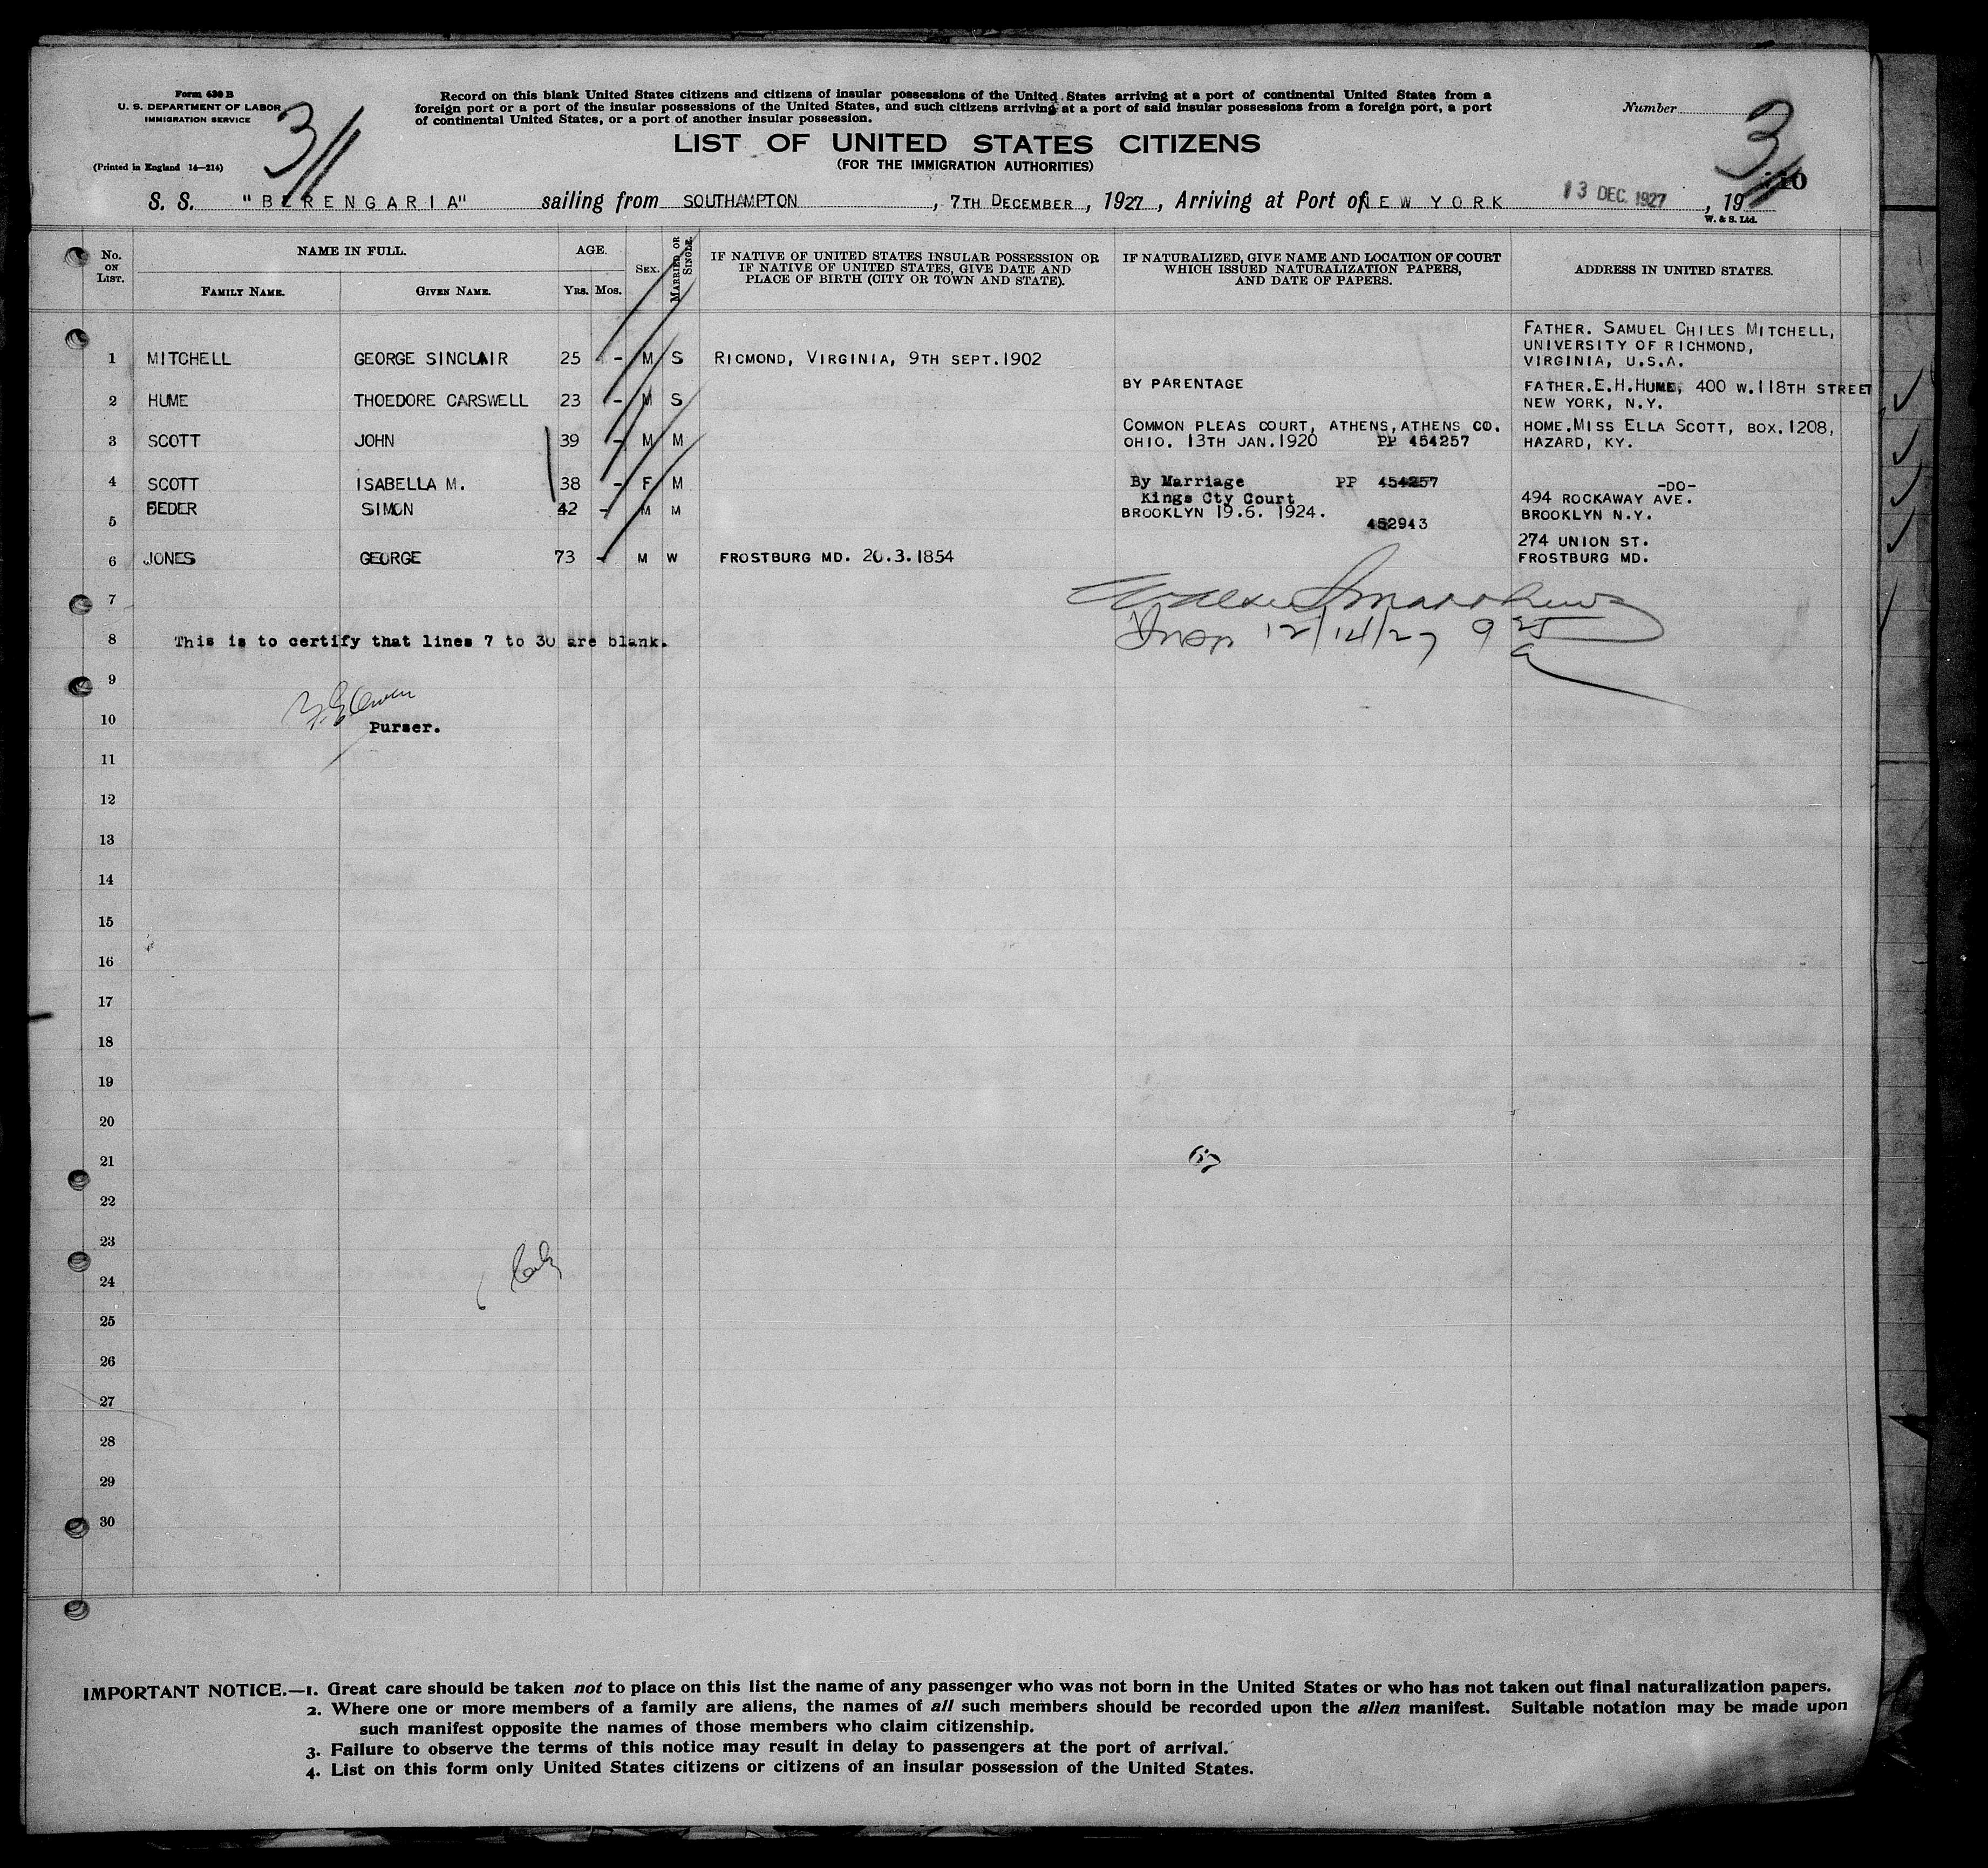 Form 630 B
U. S. DEPARTMENT OF LABOR
IMMIGRATION SERVICE
(Printed in England 14—214)
3
Record on this blank United States citizens and citizens of insular possessions of the United States arriving at a port of continental United States from a
foreign port or a port of the insular possessions of the United States, and such citizens arriving at a port of said insular possessions from a foreign port, a port
of continental United States, or a port of another insular possession.
LIST OF UNITED STATES CITIZENS
(FOR THE IMMIGRATION AUTHORITIES)
Number
3
10
S. S. "BERENGARIA" sailing from SOUTHAMPTON, 7TH DECEMBER, 1927, Arriving at Port of NEW YORK 13 DEC. 1927, 19
W. & S. Ltd.
No. ON LIST.
NAME IN FULL.
FAMILY NAME.
GIVEN NAME.
AGE.
YRS. MOS.
SEX.
MARRIED OR SINGLE.
IF NATIVE OF UNITED STATES INSULAR POSSESSION OR
IF NATIVE OF UNITED STATES, GIVE DATE AND
PLACE OF BIRTH (CITY OR TOWN AND STATE).
IF NATURALIZED, GIVE NAME AND LOCATION OF COURT
WHICH ISSUED NATURALIZATION PAPERS,
AND DATE OF PAPERS.
ADDRESS IN UNITED STATES.
1 MITCHELL GEORGE SINCLAIR 25 - M S RICMOND, VIRGINIA, 9TH SEPT.1902
FATHER. SAMUEL CHILES MITCHELL,
UNIVERSITY OF RICHMOND,
VIRGINIA, U.S.A.
2 HUME THOEDORE CARSWELL 23 - M S
BY PARENTAGE
FATHER.E.H.HUME, 400 W.118TH STREET
NEW YORK, N.Y.
3 SCOTT JOHN 39 - M M
COMMON PLEAS COURT, ATHENS, ATHENS CO.
OHIO. 13TH JAN.1920 PP 454257
HOME.MISS ELLA SCOTT, BOX.1208,
HAZARD, KY.
4 SCOTT ISABELLA M. 38 - F M
By Marriage PP 454257
-DO-
5 BEDER SIMON 42 - M M
Kings Cty Court
BROOKLYN 19.6. 1924.
452943
494 ROCKAWAY AVE.
BROOKLYN N.Y.
6 JONES GEORGE 73 - M W FROSTBURG MD. 20.3.1854
274 UNION ST.
FROSTBURG MD.
7
12/14/27 9 25
8 This is to certify that lines 7 to 30 are blank.
9
10 Purser.
11
12
13
14
15
16
17
18
19
20
21
67
22
23
24
25
26
27
28
29
30
IMPORTANT NOTICE.—1. Great care should be taken not to place on this list the name of any passenger who was not born in the United States or who has not taken out final naturalization papers.
2. Where one or more members of a family are aliens, the names of all such members should be recorded upon the alien manifest. Suitable notation may be made upon
such manifest opposite the names of those members who claim citizenship.
3. Failure to observe the terms of this notice may result in delay to passengers at the port of arrival.
4. List on this form only United States citizens or citizens of an insular possession of the United States.